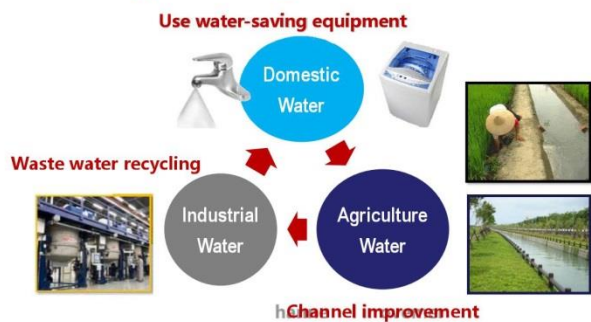 Use water-saving equipment
Domestic
Water
Waste water recycling
Industrial
Water
Agriculture
Water
Channel improvement